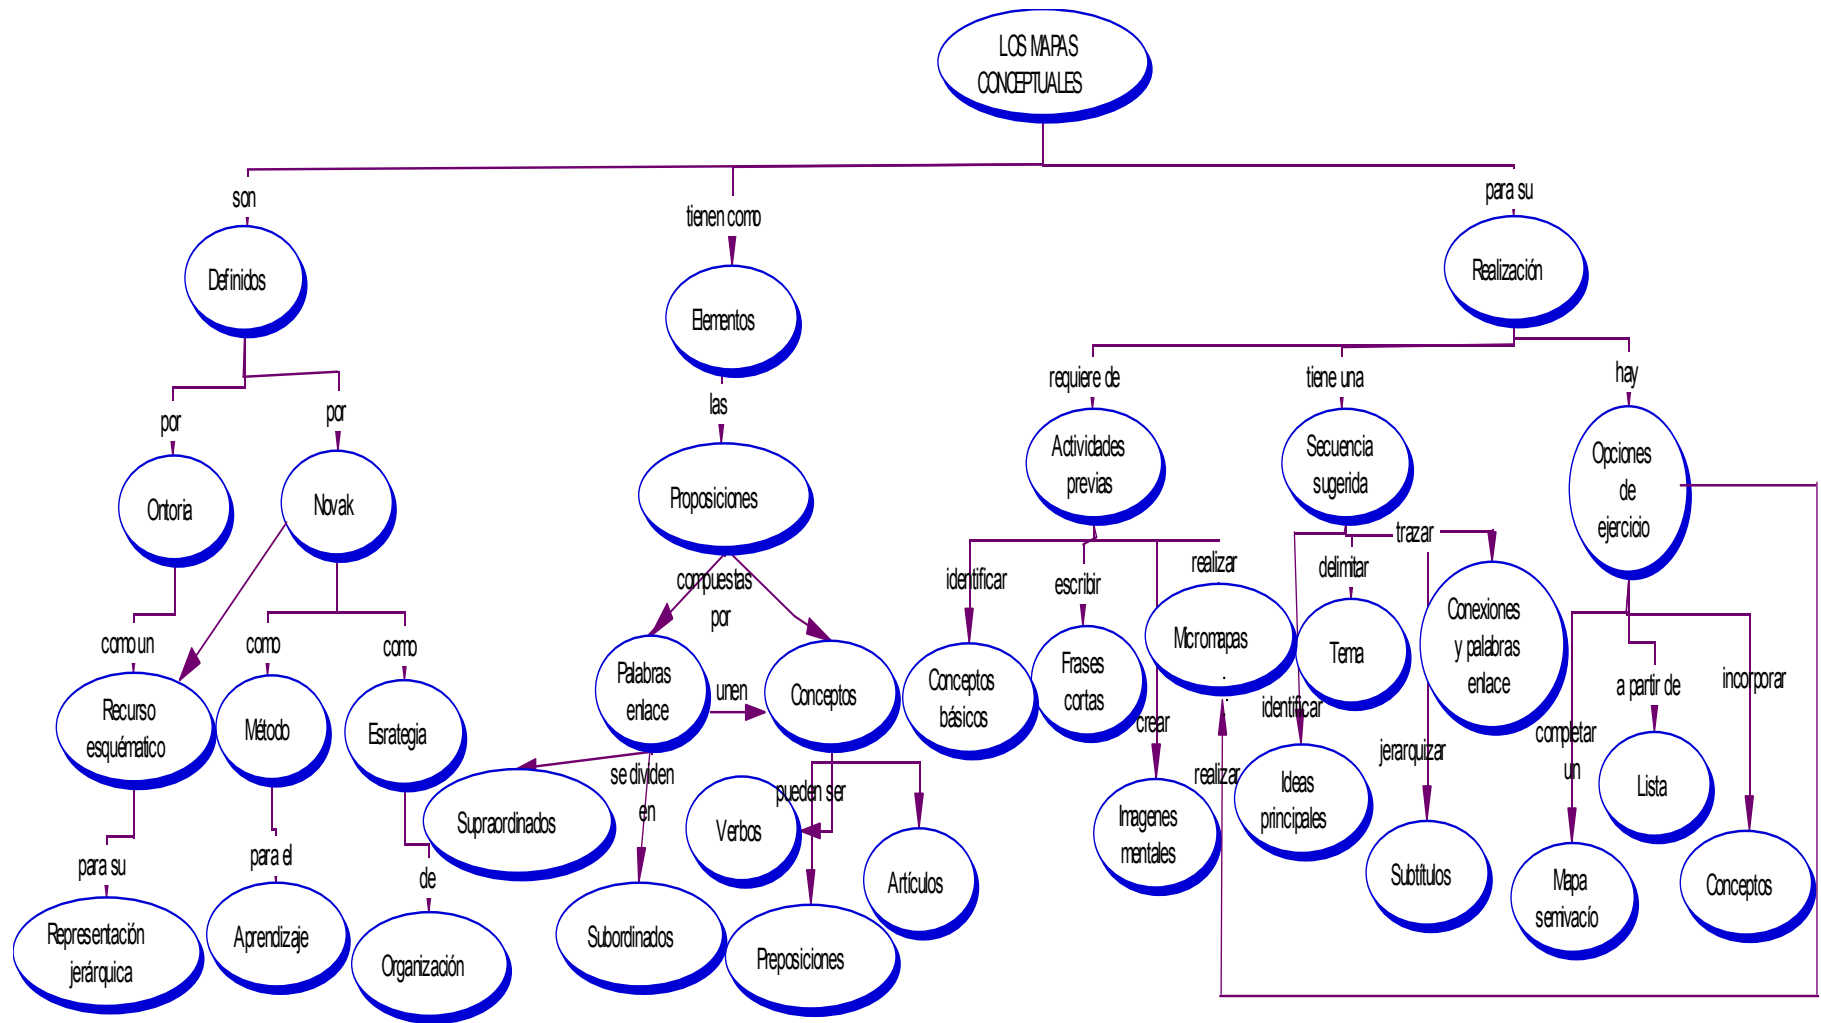 LOS MAPAS
CONCEPTUALES
son
tienen como
para su
Definidos
Elementos
Realización
por
por
las
requiere de
tiene una
hay
Ontoria
Novak
Proposiciones
Actividades
previas
Secuencia
sugerida
Opciones
de
ejercicio
como un
como
como
compuestas
por
identificar
escribir
realizar
delimitar
trazar
Recurso
esquématico
Método
Esrategia
Palabras
enlace
unen
Conceptos
Conceptos
básicos
Frases
cortas
crear
Micromapas
.
.
Tema
identificar
Conexiones
y palabras
enlace
jerarquizar
completar
un
a partir de
incorporar
para su
para el
de
Supraordinados
se dividen
en
Verbos
pueden ser
Artículos
Imagenes
mentales
realizar
Ideas
principales
Subtítulos
Mapa
semivacío
Lista
Conceptos
Representación
jerárquica
Aprendizaje
Organización
Subordinados
Preposiciones